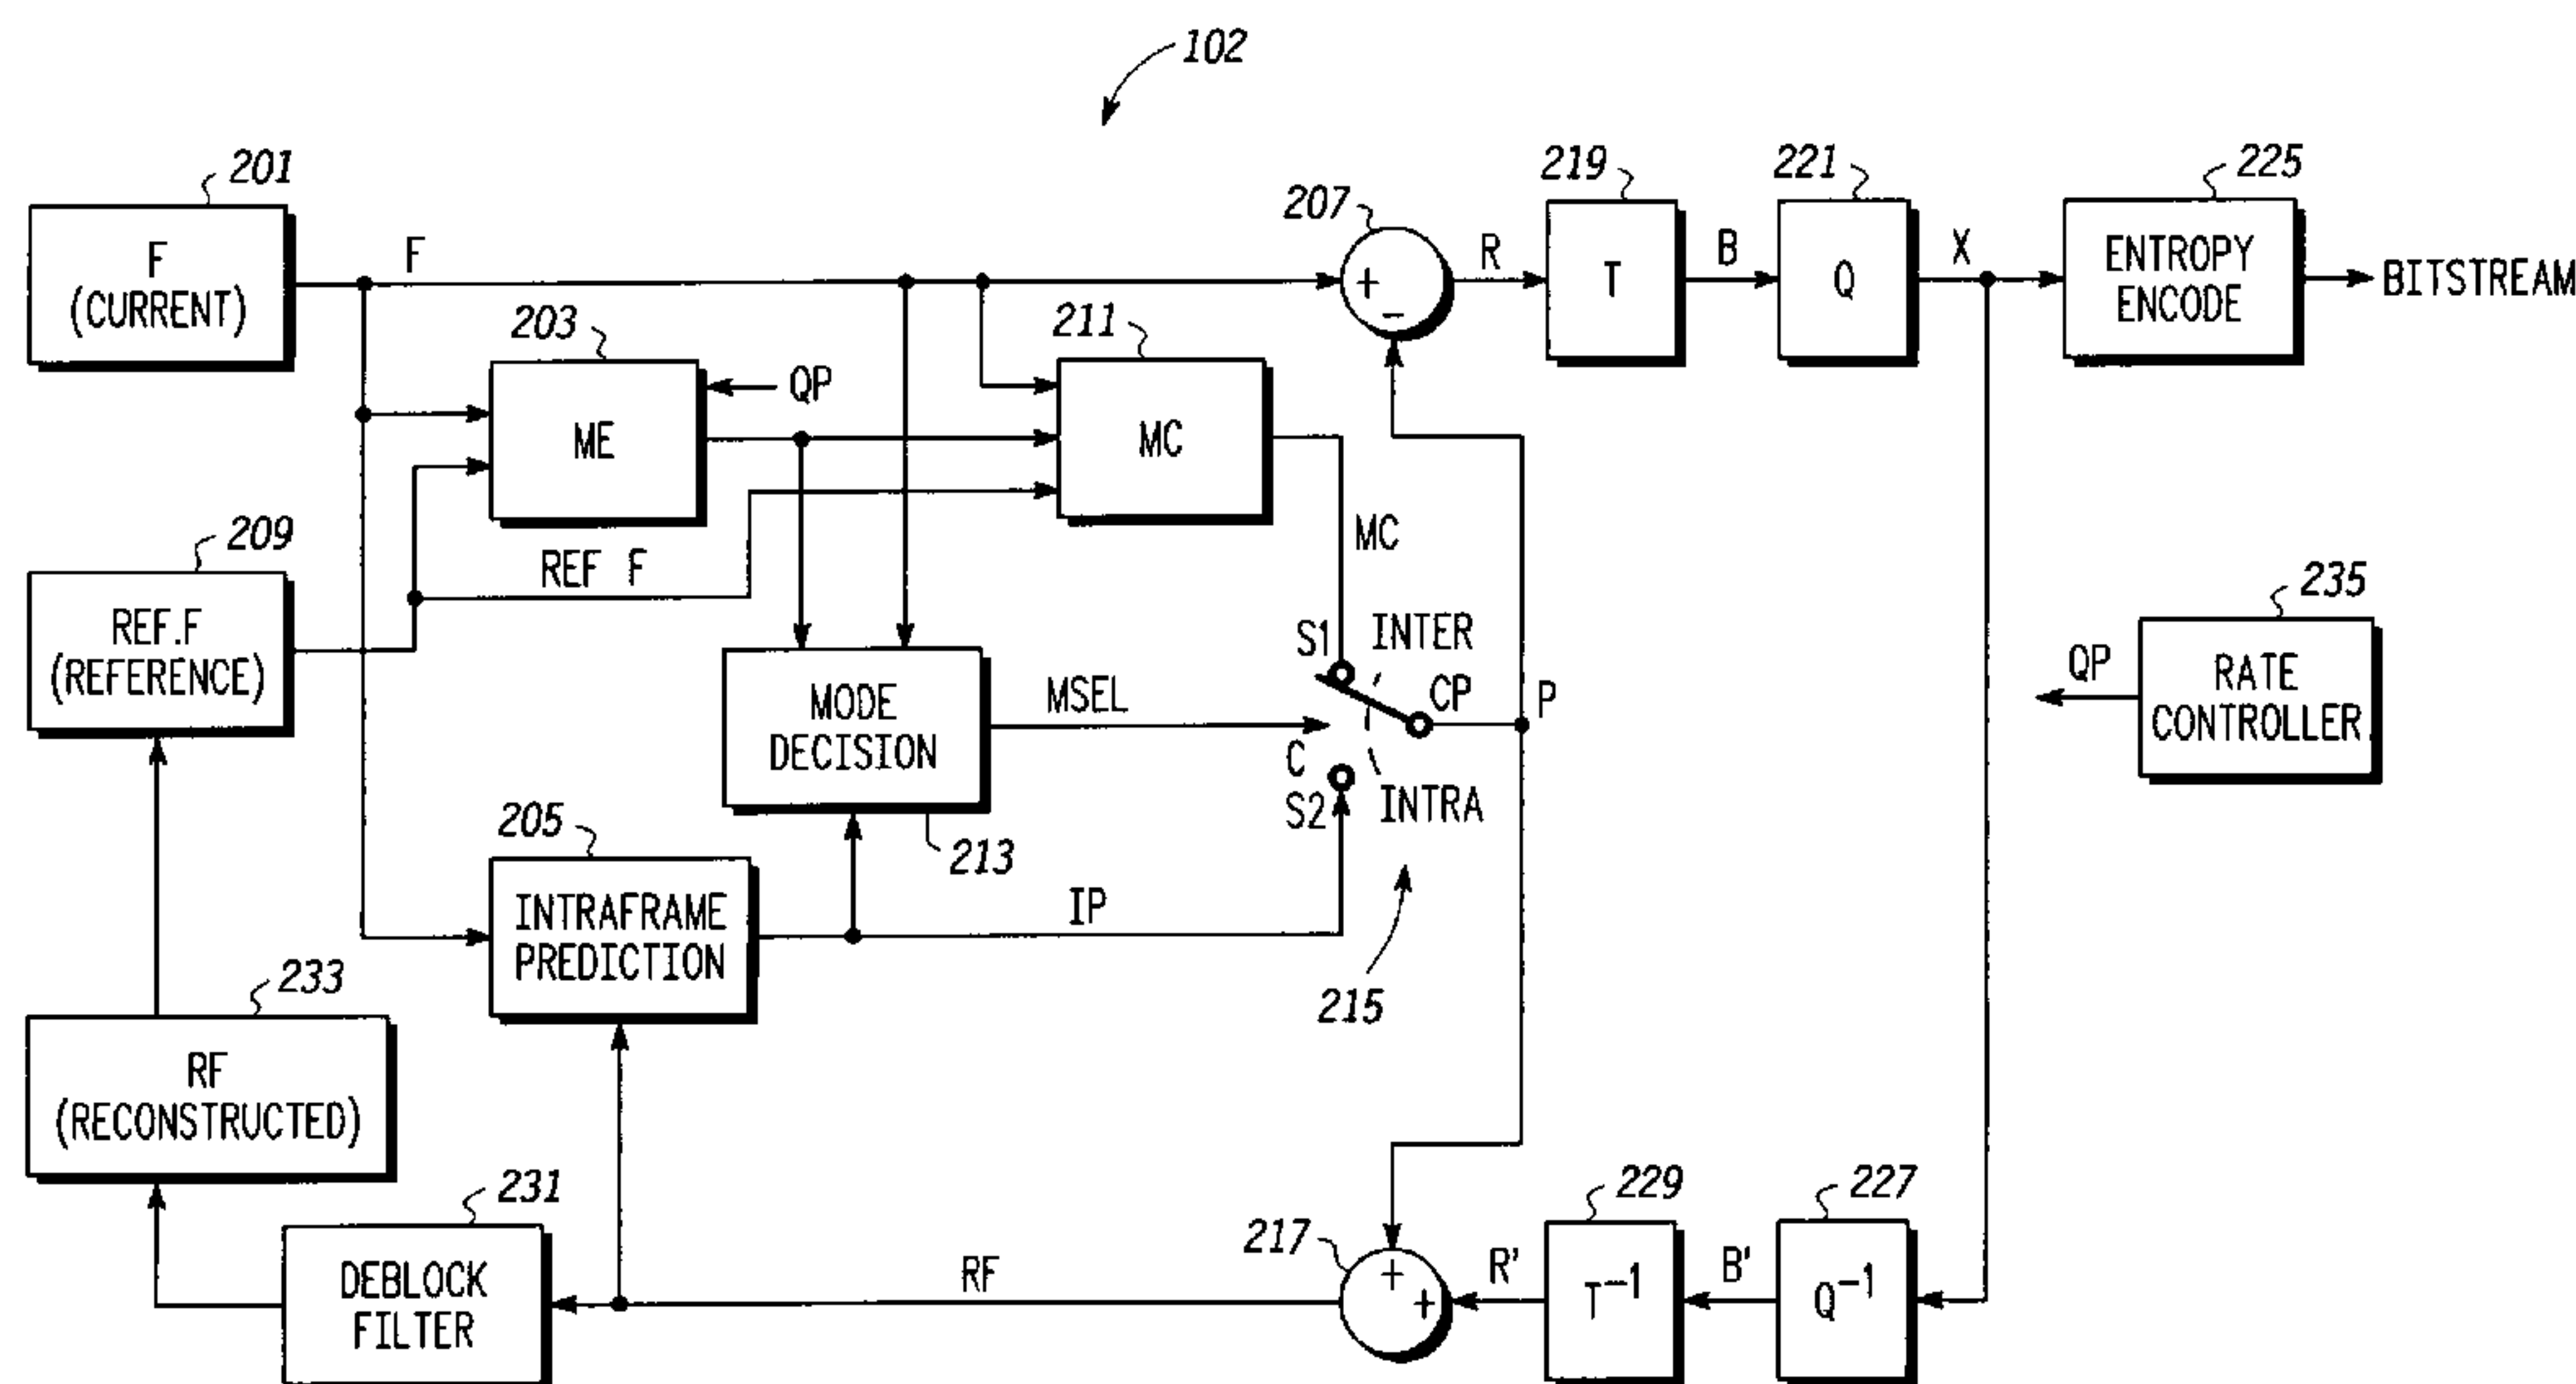 102
201
F
(CURRENT)
F
203
ME
QP
211
MC
207
+
−
R
219
T
B
221
Q
X
225
ENTROPY
ENCODE
BITSTREAM
209
REF.F
(REFERENCE)
REF F
MC
MODE
DECISION
213
MSEL
S1
INTER
CP
P
C
S2
INTRA
215
235
QP
RATE
CONTROLLER
205
INTRAFRAME
PREDICTION
IP
233
RF
(RECONSTRUCTED)
231
DEBLOCK
FILTER
RF
217
+
+
R'
229
T⁻¹
B'
227
Q⁻¹